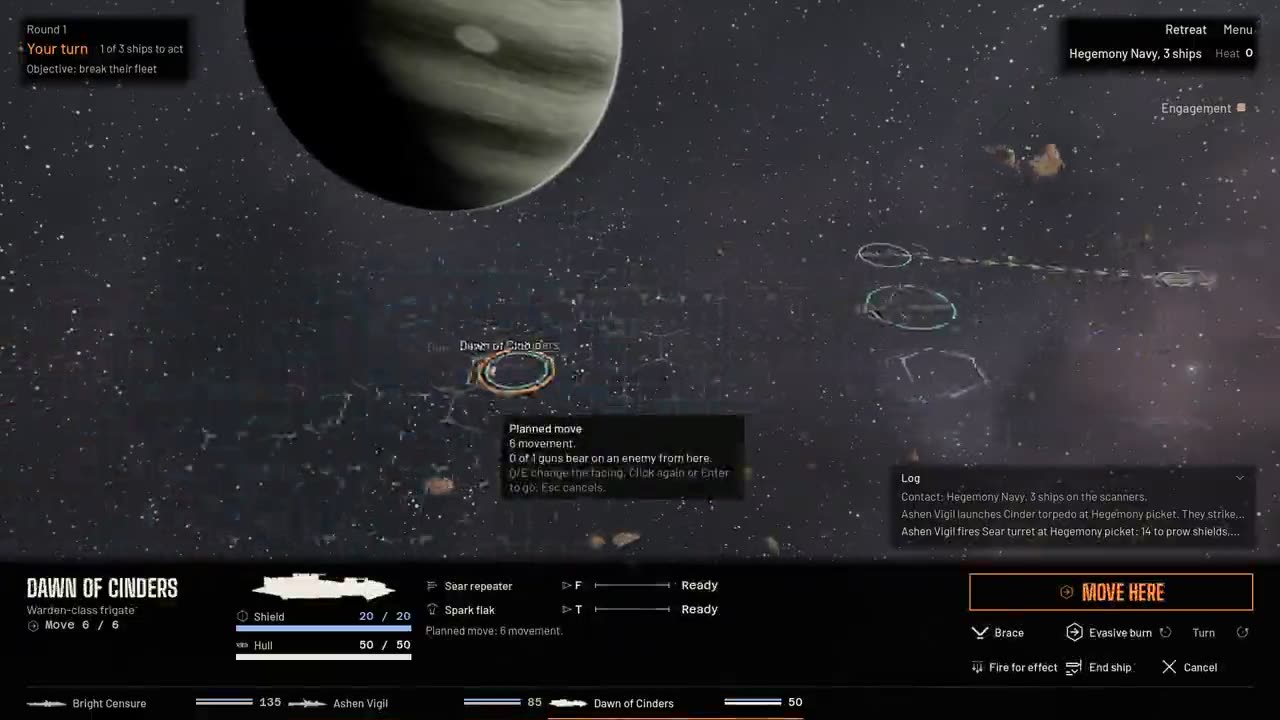 Round 1
Your turn 1 of 3 ships to act
Objective: break their fleet
Retreat Menu
Hegemony Navy, 3 ships Heat 0
Engagement
Dawn of Cinders
Planned move
6 movement.
0 of 1 guns bear on an enemy from here.
Q/E change the facing. Click again or Enter
to go; Esc cancels.
Log
Contact: Hegemony Navy, 3 ships on the scanners.
Ashen Vigil launches Cinder torpedo at Hegemony picket. They strike...
Ashen Vigil fires Sear turret at Hegemony picket: 14 to prow shields,...
DAWN OF CINDERS
Warden-class frigate
Move 6 / 6
Shield 20 / 20
Hull 50 / 50
Sear repeater F Ready
Spark flak T Ready
Planned move: 6 movement.
MOVE HERE
Brace Evasive burn Turn
Fire for effect End ship Cancel
Bright Censure 135 Ashen Vigil 85 Dawn of Cinders 50